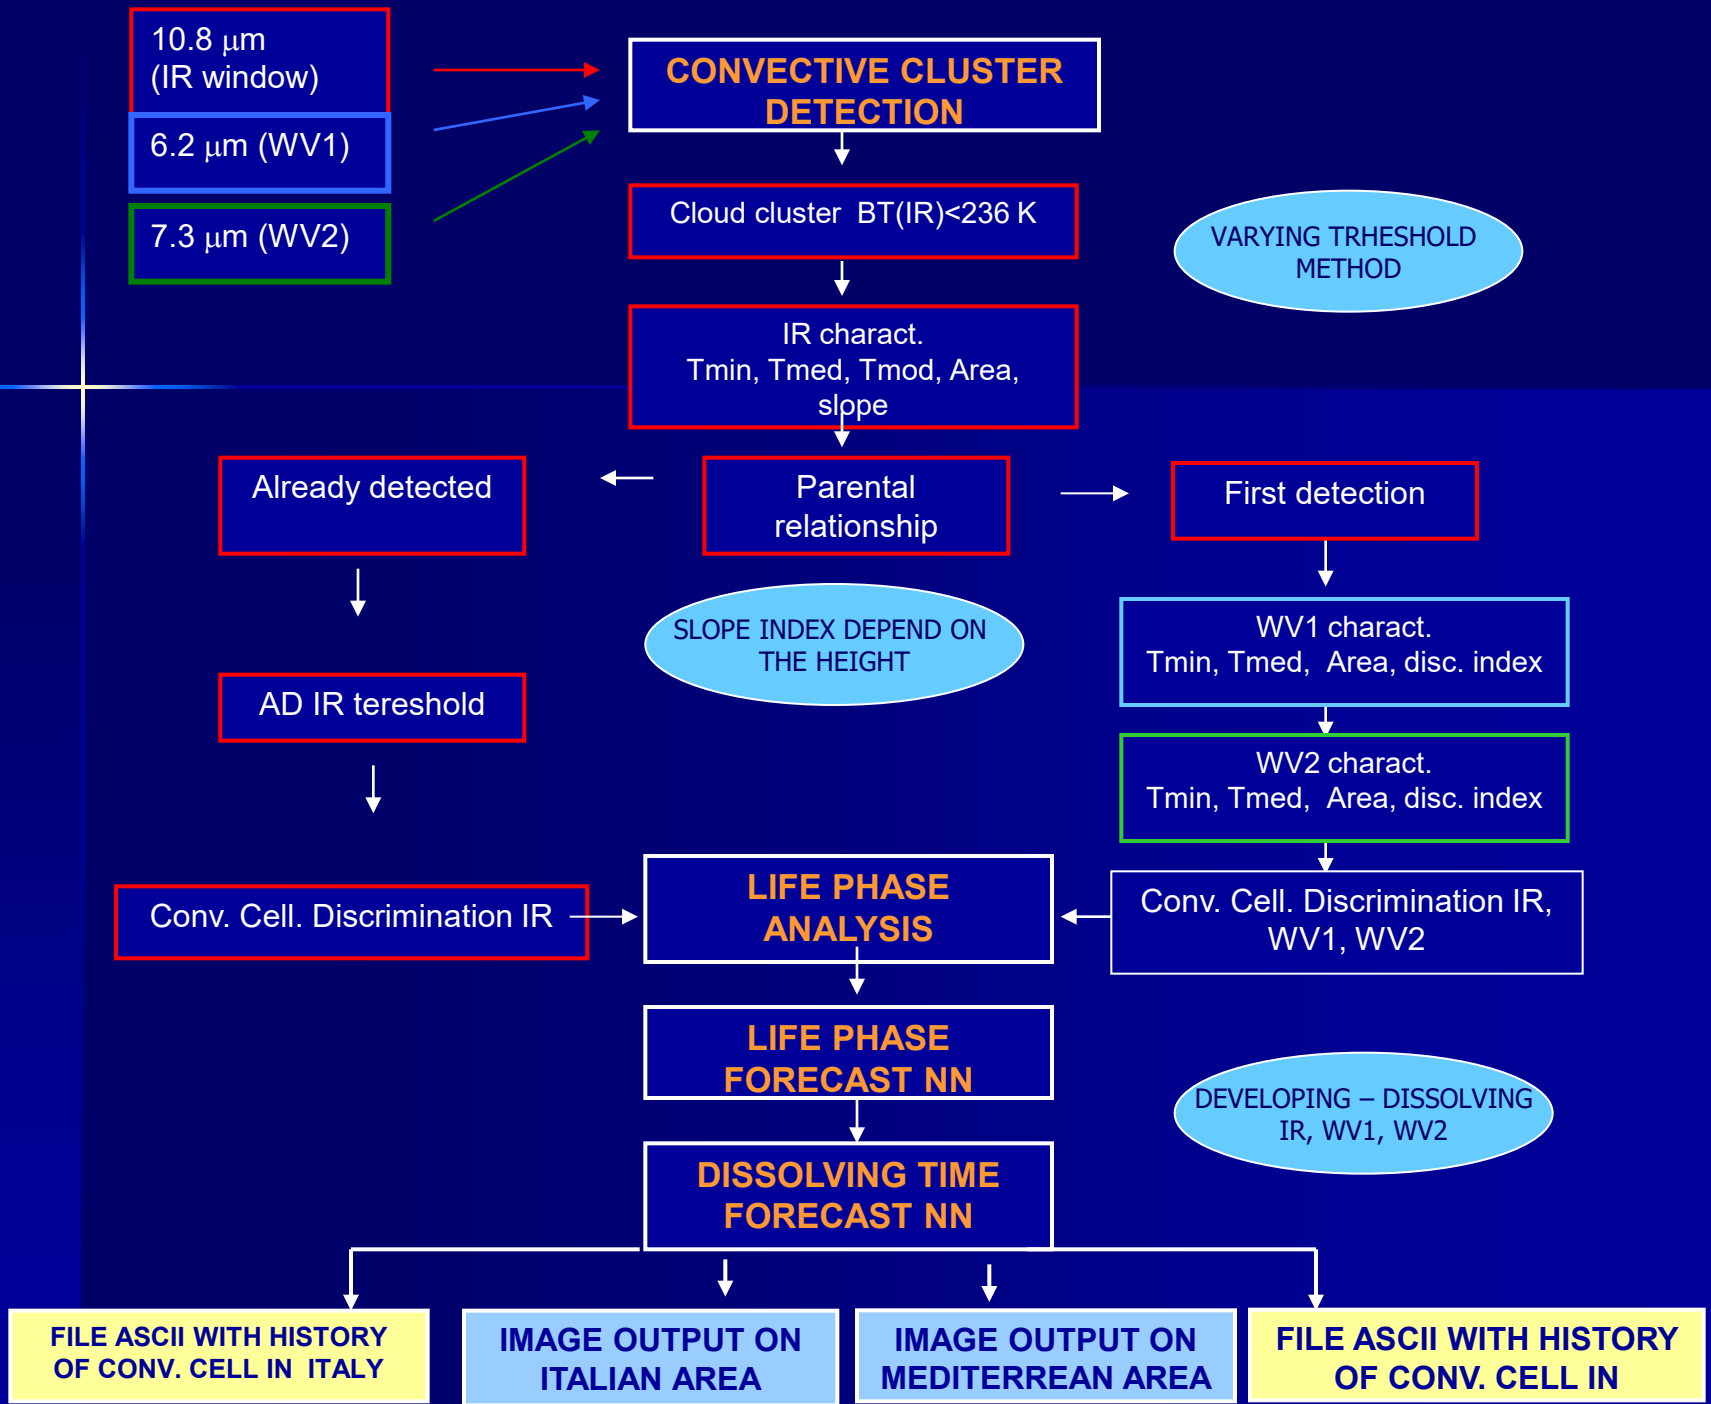 10.8 μm
(IR window)
6.2 μm (WV1)
7.3 μm (WV2)
CONVECTIVE CLUSTER
DETECTION
Cloud cluster BT(IR)<236 K
VARYING TRHESHOLD
METHOD
IR charact.
Tmin, Tmed, Tmod, Area,
slope
Already detected
Parental
relationship
First detection
SLOPE INDEX DEPEND ON
THE HEIGHT
WV1 charact.
Tmin, Tmed, Area, disc. index
AD IR tereshold
WV2 charact.
Tmin, Tmed, Area, disc. index
Conv. Cell. Discrimination IR
LIFE PHASE
ANALYSIS
Conv. Cell. Discrimination IR,
WV1, WV2
LIFE PHASE
FORECAST NN
DEVELOPING – DISSOLVING
IR, WV1, WV2
DISSOLVING TIME
FORECAST NN
FILE ASCII WITH HISTORY
OF CONV. CELL IN ITALY
IMAGE OUTPUT ON
ITALIAN AREA
IMAGE OUTPUT ON
MEDITERREAN AREA
FILE ASCII WITH HISTORY
OF CONV. CELL IN